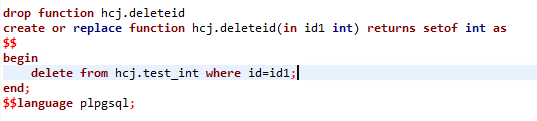 drop function hcj.deleteid
create or replace function hcj.deleteid(in id1 int) returns setof int as
$$
begin
    delete from hcj.test_int where id=id1;
end;
$$language plpgsql;